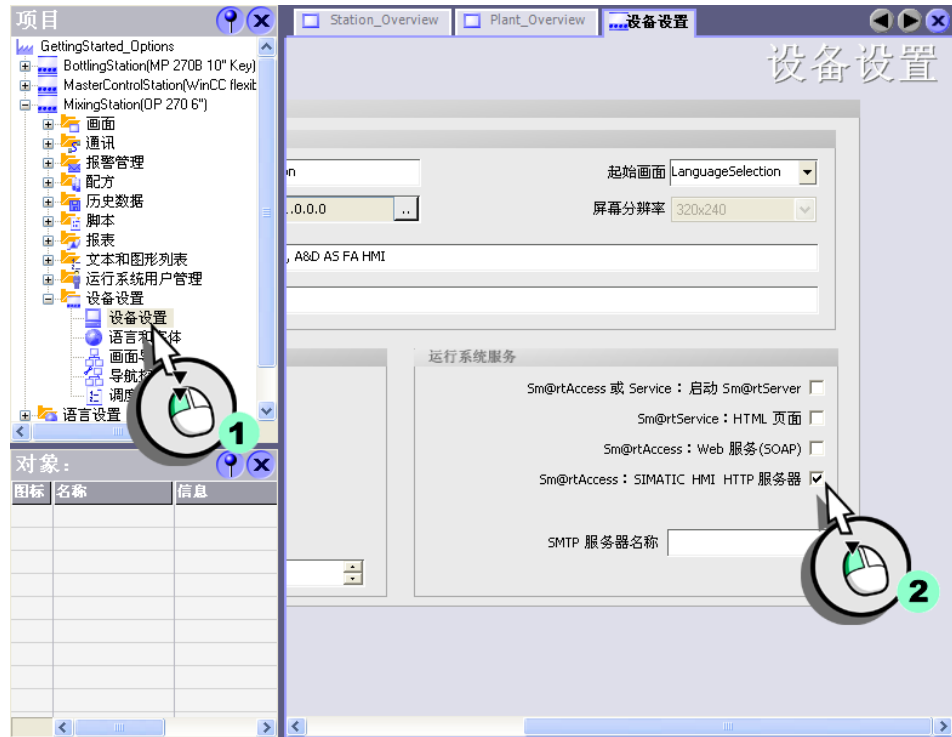 项目
GettingStarted_Options
BottlingStation(MP 270B 10" Key)
MasterControlStation(WinCC flexit
MixingStation(OP 270 6")
画面
通讯
报警管理
配方
历史数据
脚本
报表
文本和图形列表
运行系统用户管理
设备设置
设备设置
语言和字体
画面
导航
调度
语言设置
1
对象：
图标 名称 信息
Station_Overview Plant_Overview 设备设置
设备设置
on 起始画面 LanguageSelection
.0.0.0 .. 屏幕分辨率 320x240
, A&D AS FA HMI
运行系统服务
Sm@rtAccess 或 Service：启动 Sm@rtServer
Sm@rtService：HTML 页面
Sm@rtAccess：Web 服务(SOAP)
Sm@rtAccess：SIMATIC HMI HTTP 服务器
SMTP 服务器名称
2